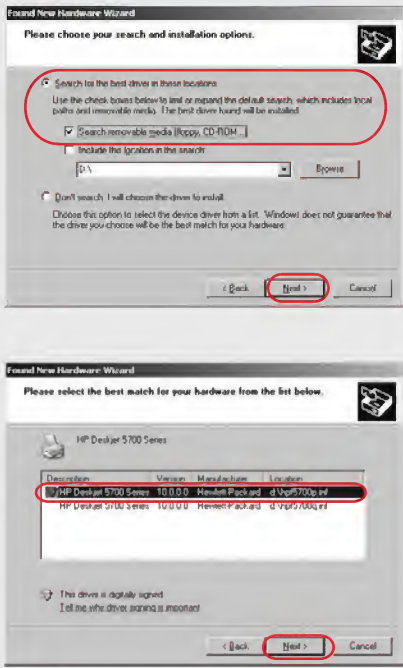 Found New Hardware Wizard
Please choose your search and installation options.
Search for the best driver in these locations.
Use the check boxes below to limit or expand the default search, which includes local
paths and removable media. The best driver found will be installed.
Search removable media (floppy, CD-ROM...)
Include this location in the search:
D:\
Browse
Don't search. I will choose the driver to install.
Choose this option to select the device driver from a list. Windows does not guarantee that
the driver you choose will be the best match for your hardware.
< Back
Next >
Cancel
Found New Hardware Wizard
Please select the best match for your hardware from the list below.
HP Deskjet 5700 Series
Description Version Manufacturer Location
HP Deskjet 5700 Series 10.0.0.0 Hewlett-Packard d:\hpf5700p.inf
HP Deskjet 5700 Series 10.0.0.0 Hewlett-Packard d:\hpf5700q.inf
This driver is digitally signed.
Tell me why driver signing is important
< Back
Next >
Cancel